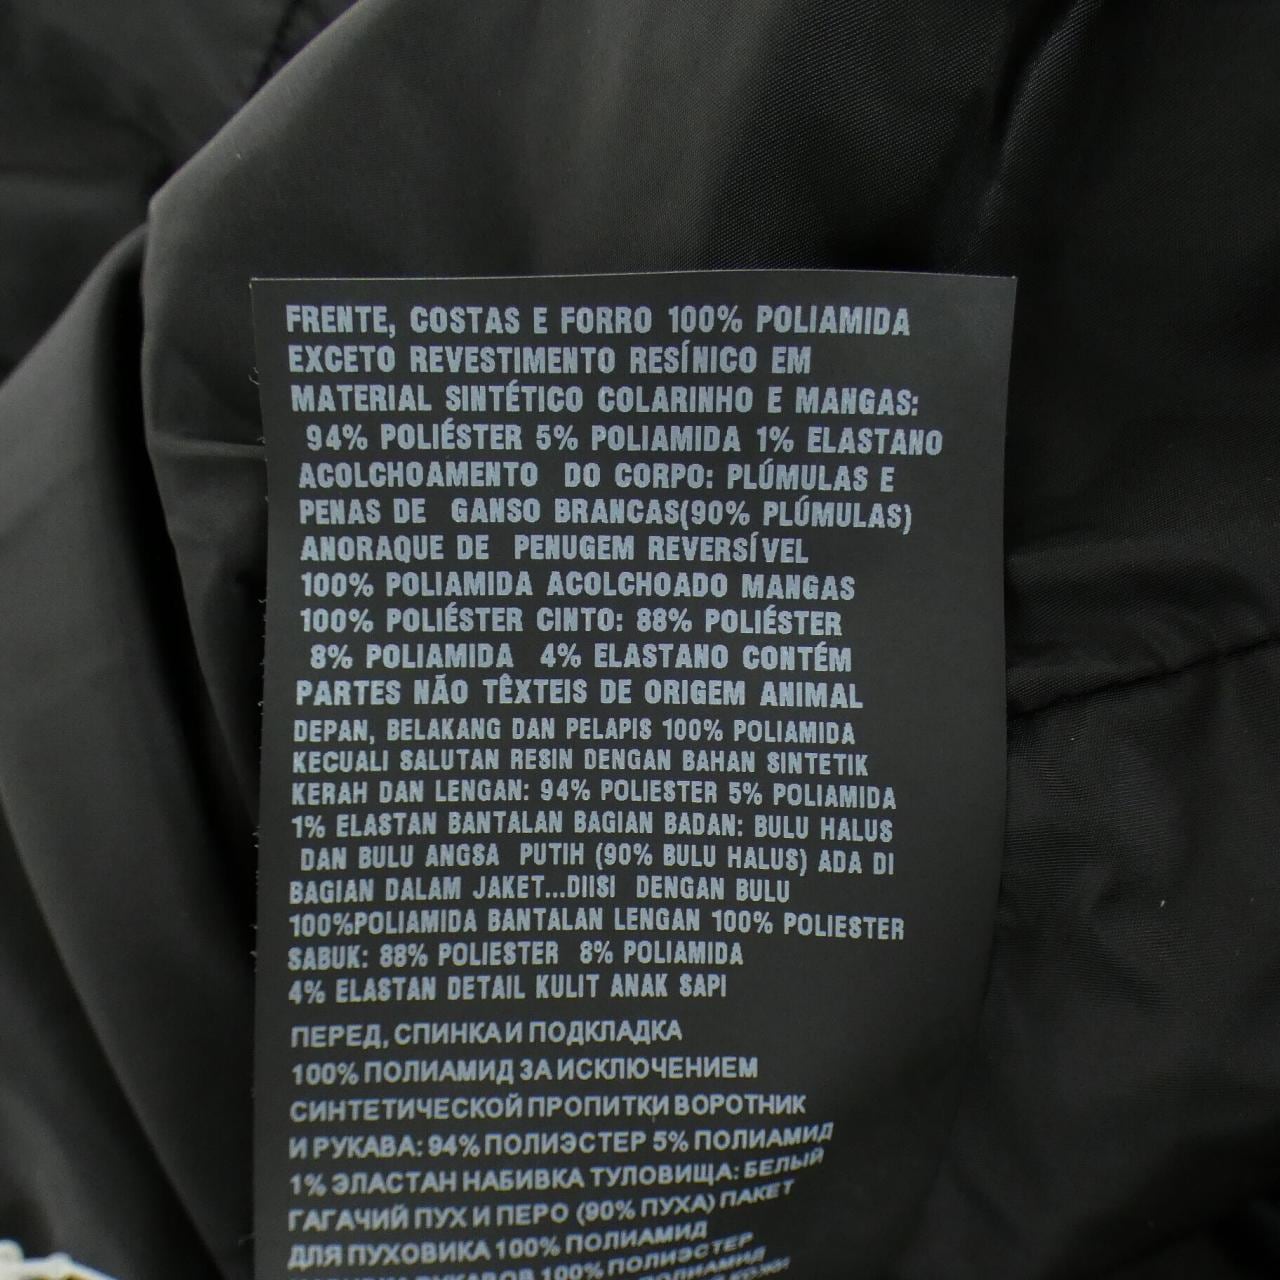 FRENTE, COSTAS E FORRO 100% POLIAMIDA
EXCETO REVESTIMENTO RESÍNICO EM
MATERIAL SINTÉTICO COLARINHO E MANGAS:
94% POLIÉSTER 5% POLIAMIDA 1% ELASTANO
ACOLCHOAMENTO DO CORPO: PLÚMULAS E
PENAS DE GANSO BRANCAS(90% PLÚMULAS)
ANORAQUE DE PENUGEM REVERSÍVEL
100% POLIAMIDA ACOLCHOADO MANGAS
100% POLIÉSTER CINTO: 88% POLIÉSTER
8% POLIAMIDA 4% ELASTANO CONTÉM
PARTES NÃO TÊXTEIS DE ORIGEM ANIMAL
DEPAN, BELAKANG DAN PELAPIS 100% POLIAMIDA
KECUALI SALUTAN RESIN DENGAN BAHAN SINTETIK
KERAH DAN LENGAN: 94% POLIESTER 5% POLIAMIDA
1% ELASTAN BANTALAN BAGIAN BADAN: BULU HALUS
DAN BULU ANGSA PUTIH (90% BULU HALUS) ADA DI
BAGIAN DALAM JAKET...DIISI DENGAN BULU
100%POLIAMIDA BANTALAN LENGAN 100% POLIESTER
SABUK: 88% POLIESTER 8% POLIAMIDA
4% ELASTAN DETAIL KULIT ANAK SAPI
ПЕРЕД, СПИНКА И ПОДКЛАДКА
100% ПОЛИАМИД ЗА ИСКЛЮЧЕНИЕМ
СИНТЕТИЧЕСКОЙ ПРОПИТКИ ВОРОТНИК
И РУКАВА: 94% ПОЛИЭСТЕР 5% ПОЛИАМИД
1% ЭЛАСТАН НАБИВКА ТУЛОВИЩА: БЕЛЫЙ
ГАГАЧИЙ ПУХ И ПЕРО (90% ПУХА) ПАКЕТ
ДЛЯ ПУХОВИКА 100% ПОЛИАМИД
РУКАВОВ 100% ПОЛИЭСТЕР
ПОЛИАМИД